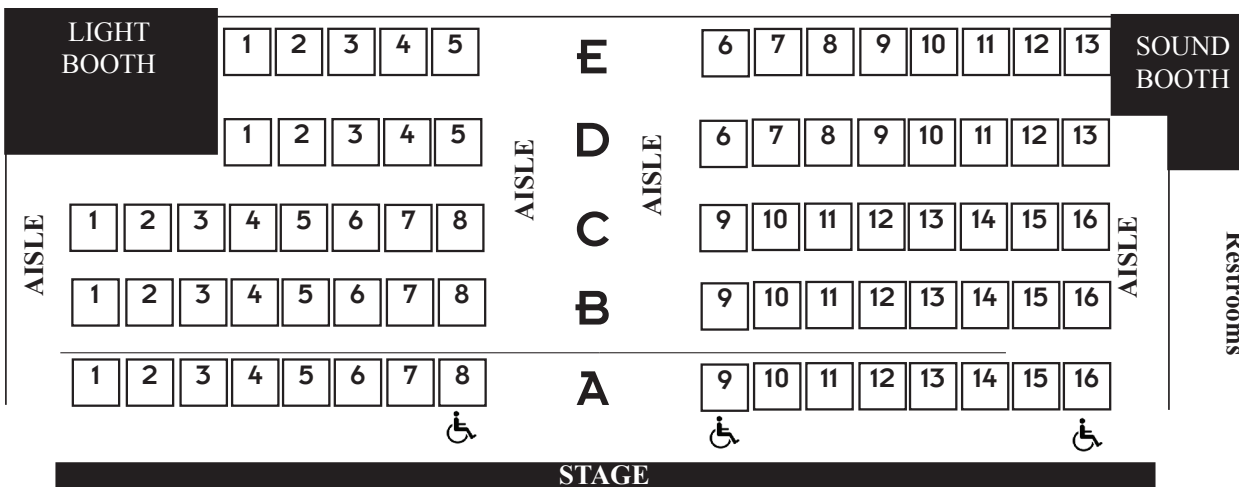 LIGHT
BOOTH
1 2 3 4 5 E 6 7 8 9 10 11 12 13
SOUND
BOOTH
1 2 3 4 5 D 6 7 8 9 10 11 12 13
AISLE
AISLE
1 2 3 4 5 6 7 8 C 9 10 11 12 13 14 15 16
AISLE
AISLE
Restrooms
1 2 3 4 5 6 7 8 B 9 10 11 12 13 14 15 16
1 2 3 4 5 6 7 8 A 9 10 11 12 13 14 15 16
STAGE